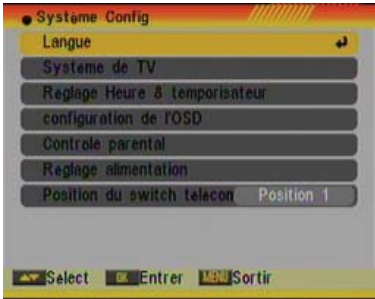 Système Config
Langue
Systeme de TV
Reglage Heure & temporisateur
configuration de l'OSD
Controle parental
Reglage alimentation
Position du switch telecon Position 1
Select OK Entrer MENU Sortir